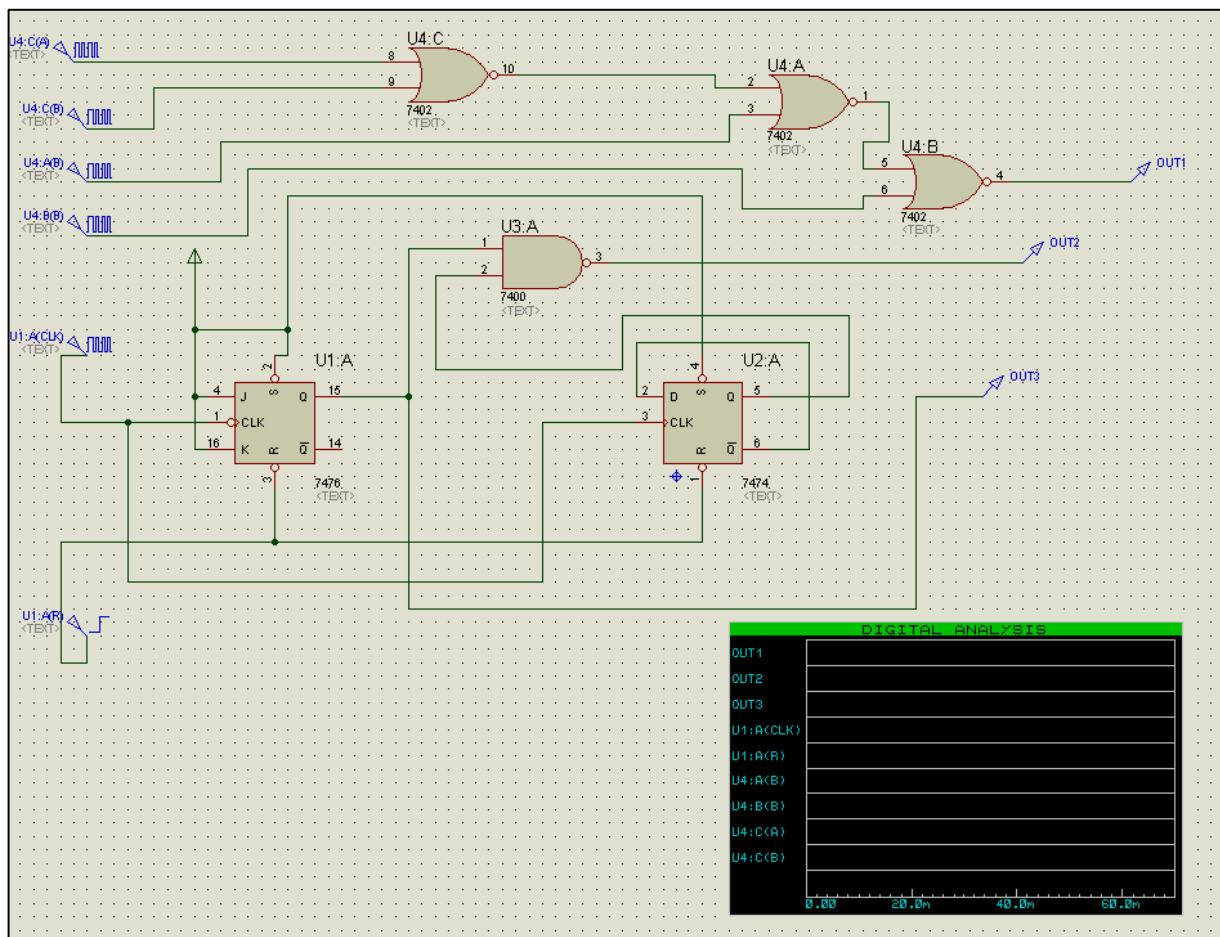 U4:C(A)
<TEXT>
U4:C(B)
<TEXT>
U4:A(B)
<TEXT>
U4:B(B)
<TEXT>
U4:C
8
9
10
7402
<TEXT>
U4:A
2
3
1
7402
<TEXT>
U4:B
5
6
4
7402
<TEXT>
OUT1
U3:A
1
2
3
7400
<TEXT>
OUT2
U1:A(CLK)
<TEXT>
U1:A
2
4 J S Q 15
1 CLK
16 K R Q 14
3
7476
<TEXT>
U2:A
4
2 D S Q 5
3 CLK
R Q 6
1
7474
<TEXT>
OUT3
U1:A(R)
<TEXT>
DIGITAL ANALYSIS
OUT1
OUT2
OUT3
U1:A(CLK)
U1:A(R)
U4:A(B)
U4:B(B)
U4:C(A)
U4:C(B)
0.00 20.0m 40.0m 60.0m